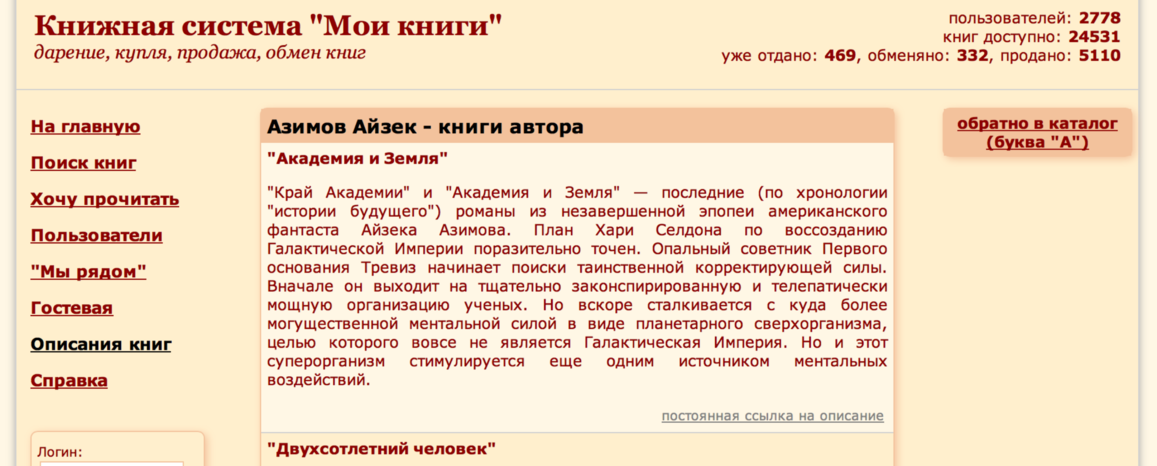 Книжная система "Мои книги"
дарение, купля, продажа, обмен книг
пользователей: 2778
книг доступно: 24531
уже отдано: 469, обменяно: 332, продано: 5110
На главную
Поиск книг
Хочу прочитать
Пользователи
"Мы рядом"
Гостевая
Описания книг
Справка
Логин:
Азимов Айзек - книги автора
"Академия и Земля"
"Край Академии" и "Академия и Земля" — последние (по хронологии
"истории будущего") романы из незавершенной эпопеи американского
фантаста Айзека Азимова. План Хари Селдона по воссозданию
Галактической Империи поразительно точен. Опальный советник Первого
основания Тревиз начинает поиски таинственной корректирующей силы.
Вначале он выходит на тщательно законспирированную и телепатически
мощную организацию ученых. Но вскоре сталкивается с куда более
могущественной ментальной силой в виде планетарного сверхорганизма,
целью которого вовсе не является Галактическая Империя. Но и этот
суперорганизм стимулируется еще одним источником ментальных
воздействий.
постоянная ссылка на описание
"Двухсотлетний человек"
обратно в каталог
(буква "А")